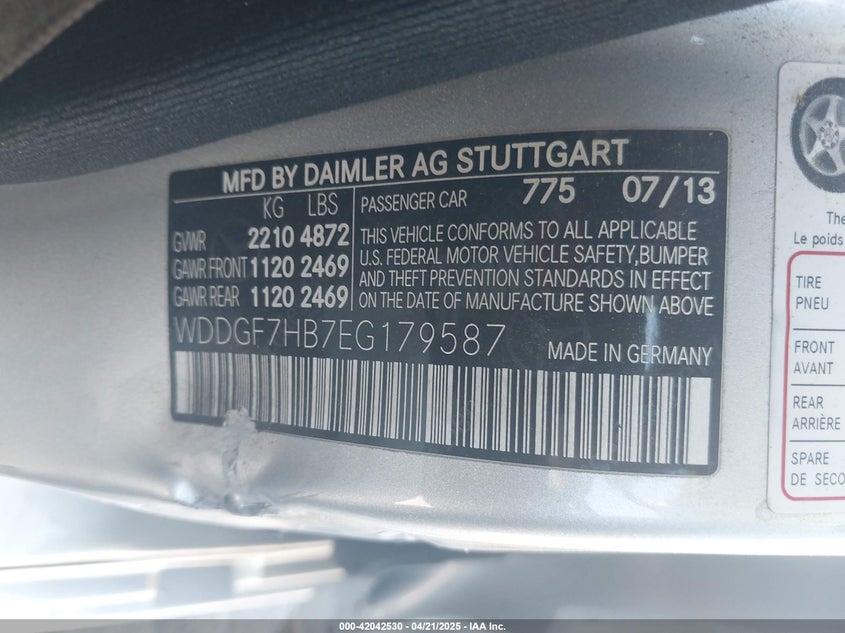 MFD BY DAIMLER AG STUTTGART
KG LBS PASSENGER CAR 775 07/13
GVWR 2210 4872
GAWR FRONT 1120 2469
GAWR REAR 1120 2469
THIS VEHICLE CONFORMS TO ALL APPLICABLE
U.S. FEDERAL MOTOR VEHICLE SAFETY, BUMPER
AND THEFT PREVENTION STANDARDS IN EFFECT
ON THE DATE OF MANUFACTURE SHOWN ABOVE
WDDGF7HB7EG179587 MADE IN GERMANY
The
Le poids
TIRE
PNEU
FRONT
AVANT
REAR
ARRIÈRE
SPARE
DE SECO
000-42042530 - 04/21/2025 - IAA Inc.